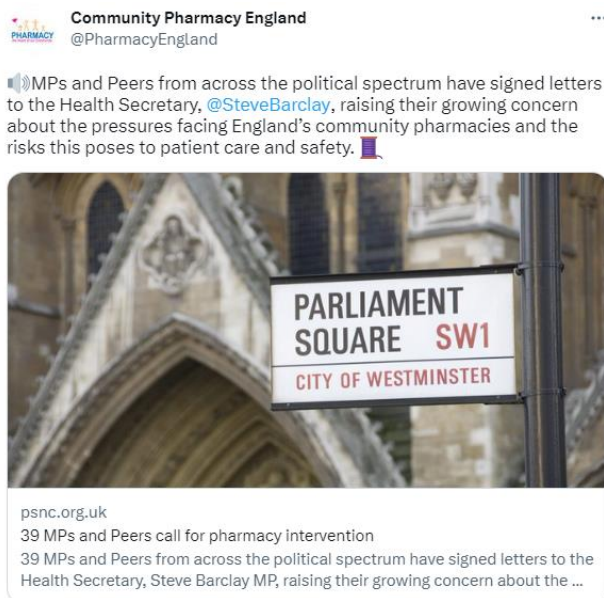 Community Pharmacy England
PHARMACY
@PharmacyEngland
MPs and Peers from across the political spectrum have signed letters
to the Health Secretary, @SteveBarclay, raising their growing concern
about the pressures facing England’s community pharmacies and the
risks this poses to patient care and safety.
PARLIAMENT
SQUARE SW1
CITY OF WESTMINSTER
psnc.org.uk
39 MPs and Peers call for pharmacy intervention
39 MPs and Peers from across the political spectrum have signed letters to the
Health Secretary, Steve Barclay MP, raising their growing concern about the ...